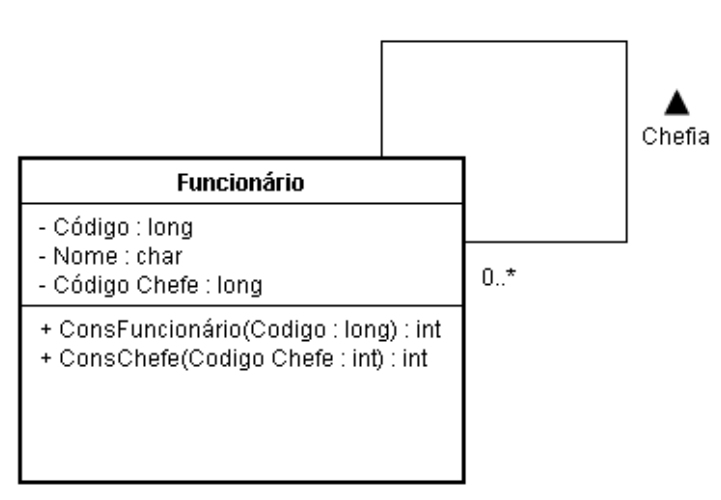 Chefia
Funcionário
- Código : long
- Nome : char
- Código Chefe : long
0..*
+ ConsFuncionário(Codigo : long) : int
+ ConsChefe(Codigo Chefe : int) : int